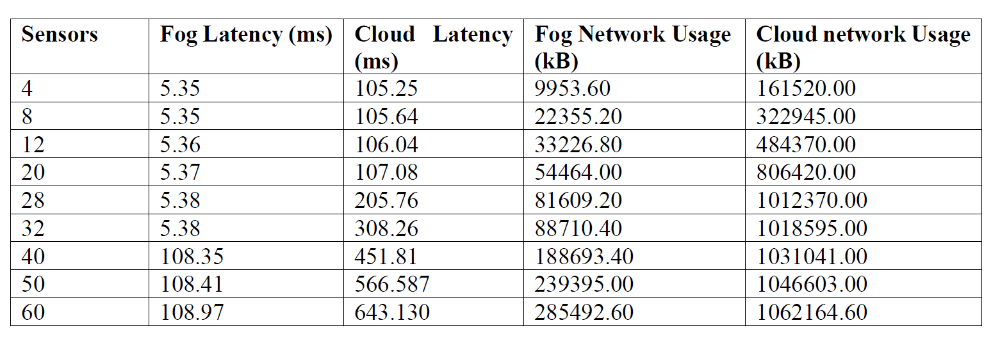 Sensors Fog Latency (ms) Cloud Latency Fog Network Usage Cloud network Usage
(ms) (kB) (kB)
4 5.35 105.25 9953.60 161520.00
8 5.35 105.64 22355.20 322945.00
12 5.36 106.04 33226.80 484370.00
20 5.37 107.08 54464.00 806420.00
28 5.38 205.76 81609.20 1012370.00
32 5.38 308.26 88710.40 1018595.00
40 108.35 451.81 188693.40 1031041.00
50 108.41 566.587 239395.00 1046603.00
60 108.97 643.130 285492.60 1062164.60